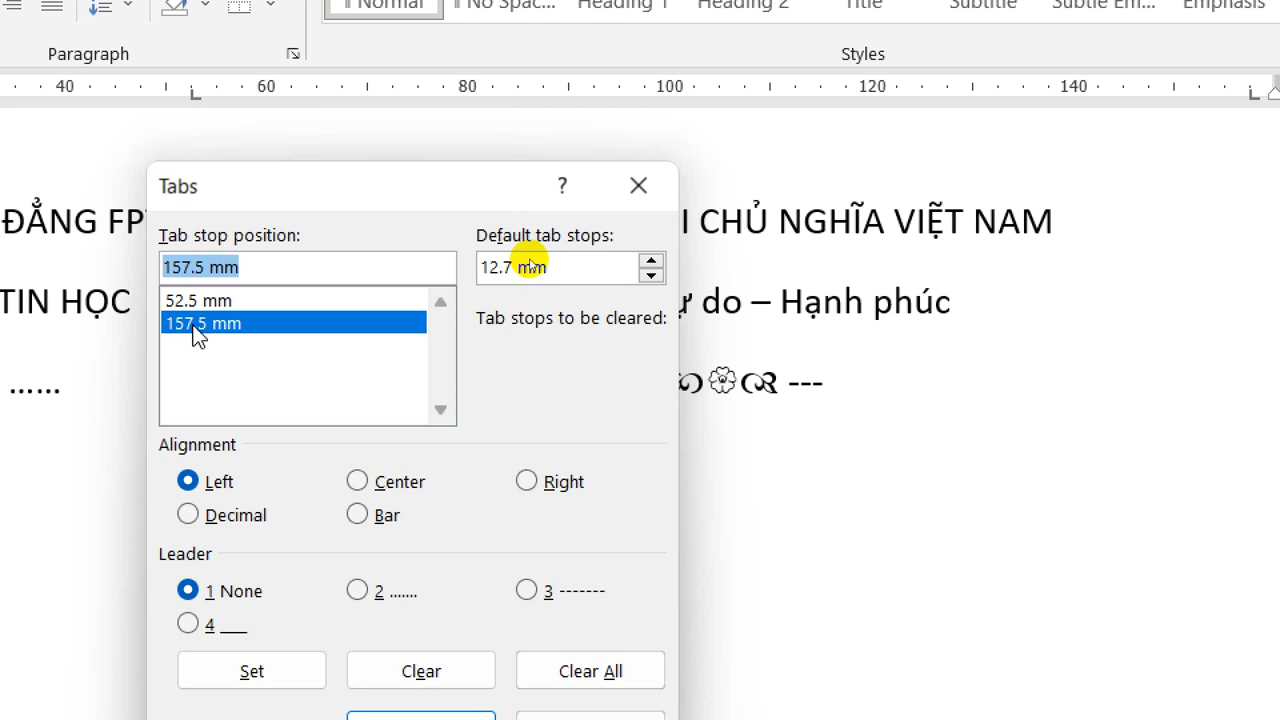 Normal No Spac... Heading 1 Heading 2 Title Subtitle Subtle Em... Emphasis
Paragraph Styles
40 60 80 100 120 140
Tabs ?
ĐẲNG FP I CHỦ NGHĨA VIỆT NAM
Tab stop position: Default tab stops:
157.5 mm 12.7 mm
52.5 mm
TIN HỌC do – Hạnh phúc
157.5 mm Tab stops to be cleared:
...... ---
Alignment
Left Center Right
Decimal Bar
Leader
1 None 2 ....... 3 -------
4 ___
Set Clear Clear All